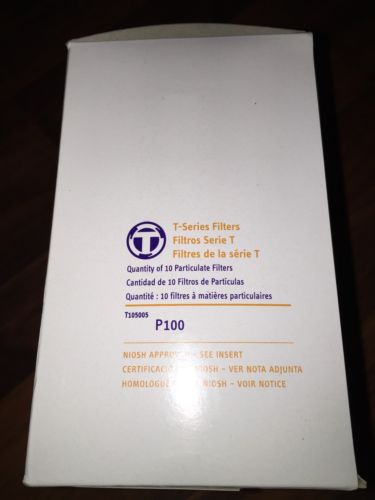 T
T-Series Filters
Filtros Serie T
Filtres de la série T
Quantity of 10 Particulate Filters
Cantidad de 10 Filtros de Partículas
Quantité : 10 filtres à matières particulaires
T105005
P100
NIOSH - SEE INSERT
NIOSH - VER NOTA ADJUNTA
NIOSH - VOIR NOTICE